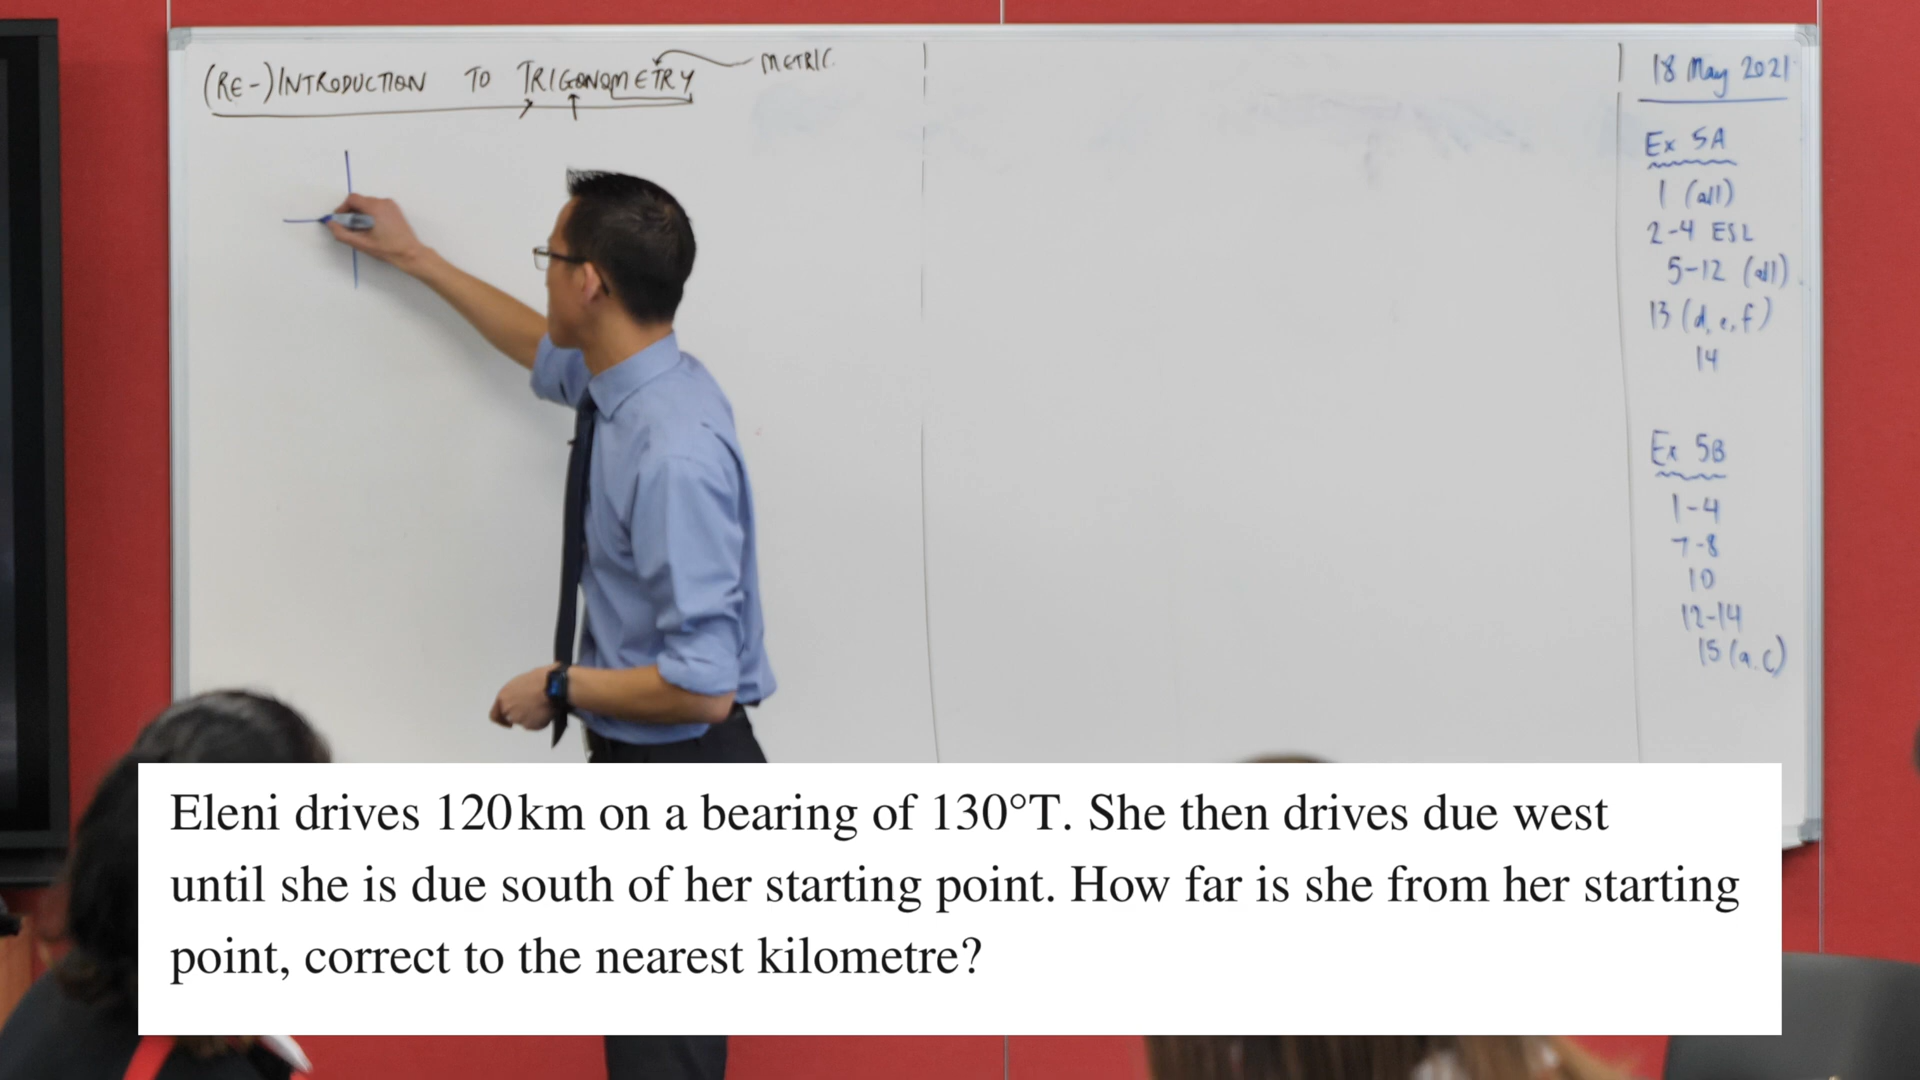 (RE-)INTRODUCTION TO TRIGONOMETRY
METRIC
18 May 2021
Ex 5A
1 (all)
2-4 ESL
5-12 (all)
13 (d, e, f)
14
Ex 5B
1-4
7-8
10
12-14
15 (a, c)
Eleni drives 120 km on a bearing of 130°T. She then drives due west
until she is due south of her starting point. How far is she from her starting
point, correct to the nearest kilometre?